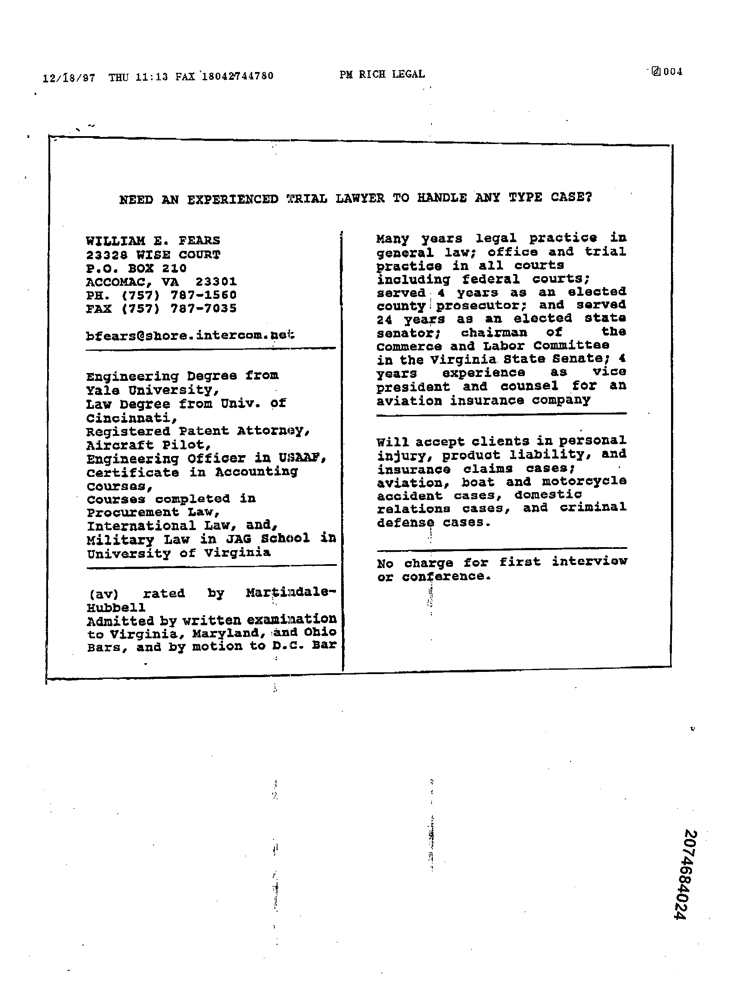 12/18/97 THU 11:13 FAX 18042744780 PM RICH LEGAL 004
NEED AN EXPERIENCED TRIAL LAWYER TO HANDLE ANY TYPE CASE?
WILLIAM E. FEARS
23328 WISE COURT
P.O. BOX 210
ACCOMAC, VA 23301
PH. (757) 787-1560
FAX (757) 787-7035
bfears@shore.intercom.net
Engineering Degree from
Yale University,
Law Degree from Univ. of
Cincinnati,
Registered Patent Attorney,
Aircraft Pilot,
Engineering Officer in USAAF,
Certificate in Accounting
Courses,
Courses completed in
Procurement Law,
International Law, and,
Military Law in JAG School in
University of Virginia
(av) rated by Martindale-
Hubbell
Admitted by written examination
to Virginia, Maryland, and Ohio
Bars, and by motion to D.C. Bar
Many years legal practice in
general law; office and trial
practice in all courts
including federal courts;
served 4 years as an elected
county prosecutor; and served
24 years as an elected state
senator; chairman of the
Commerce and Labor Committee
in the Virginia State Senate; 4
years experience as vice
president and counsel for an
aviation insurance company
Will accept clients in personal
injury, product liability, and
insurance claims cases;
aviation, boat and motorcycle
accident cases, domestic
relations cases, and criminal
defense cases.
No charge for first interview
or conference.
2074684024